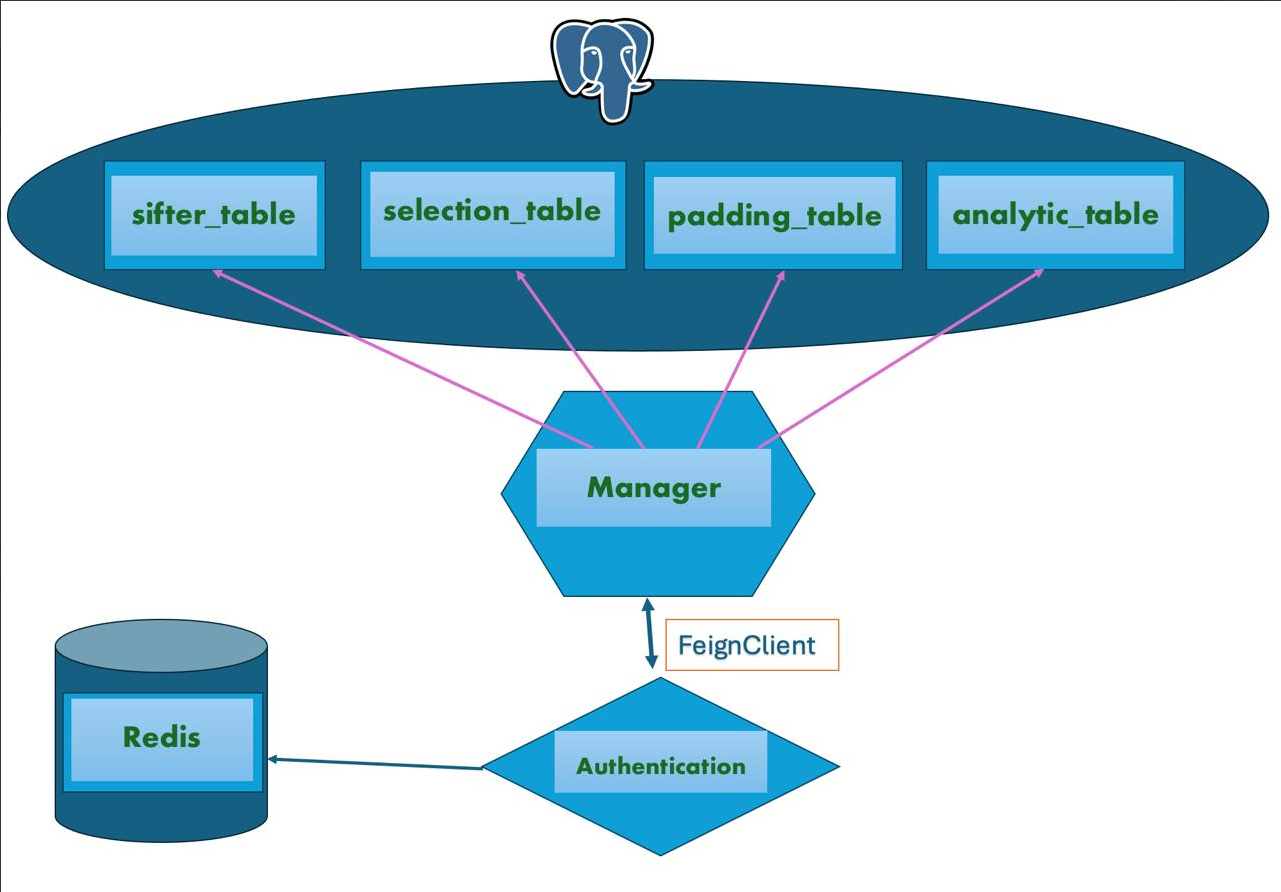 sifter_table
selection_table
padding_table
analytic_table
Manager
FeignClient
Redis
Authentication